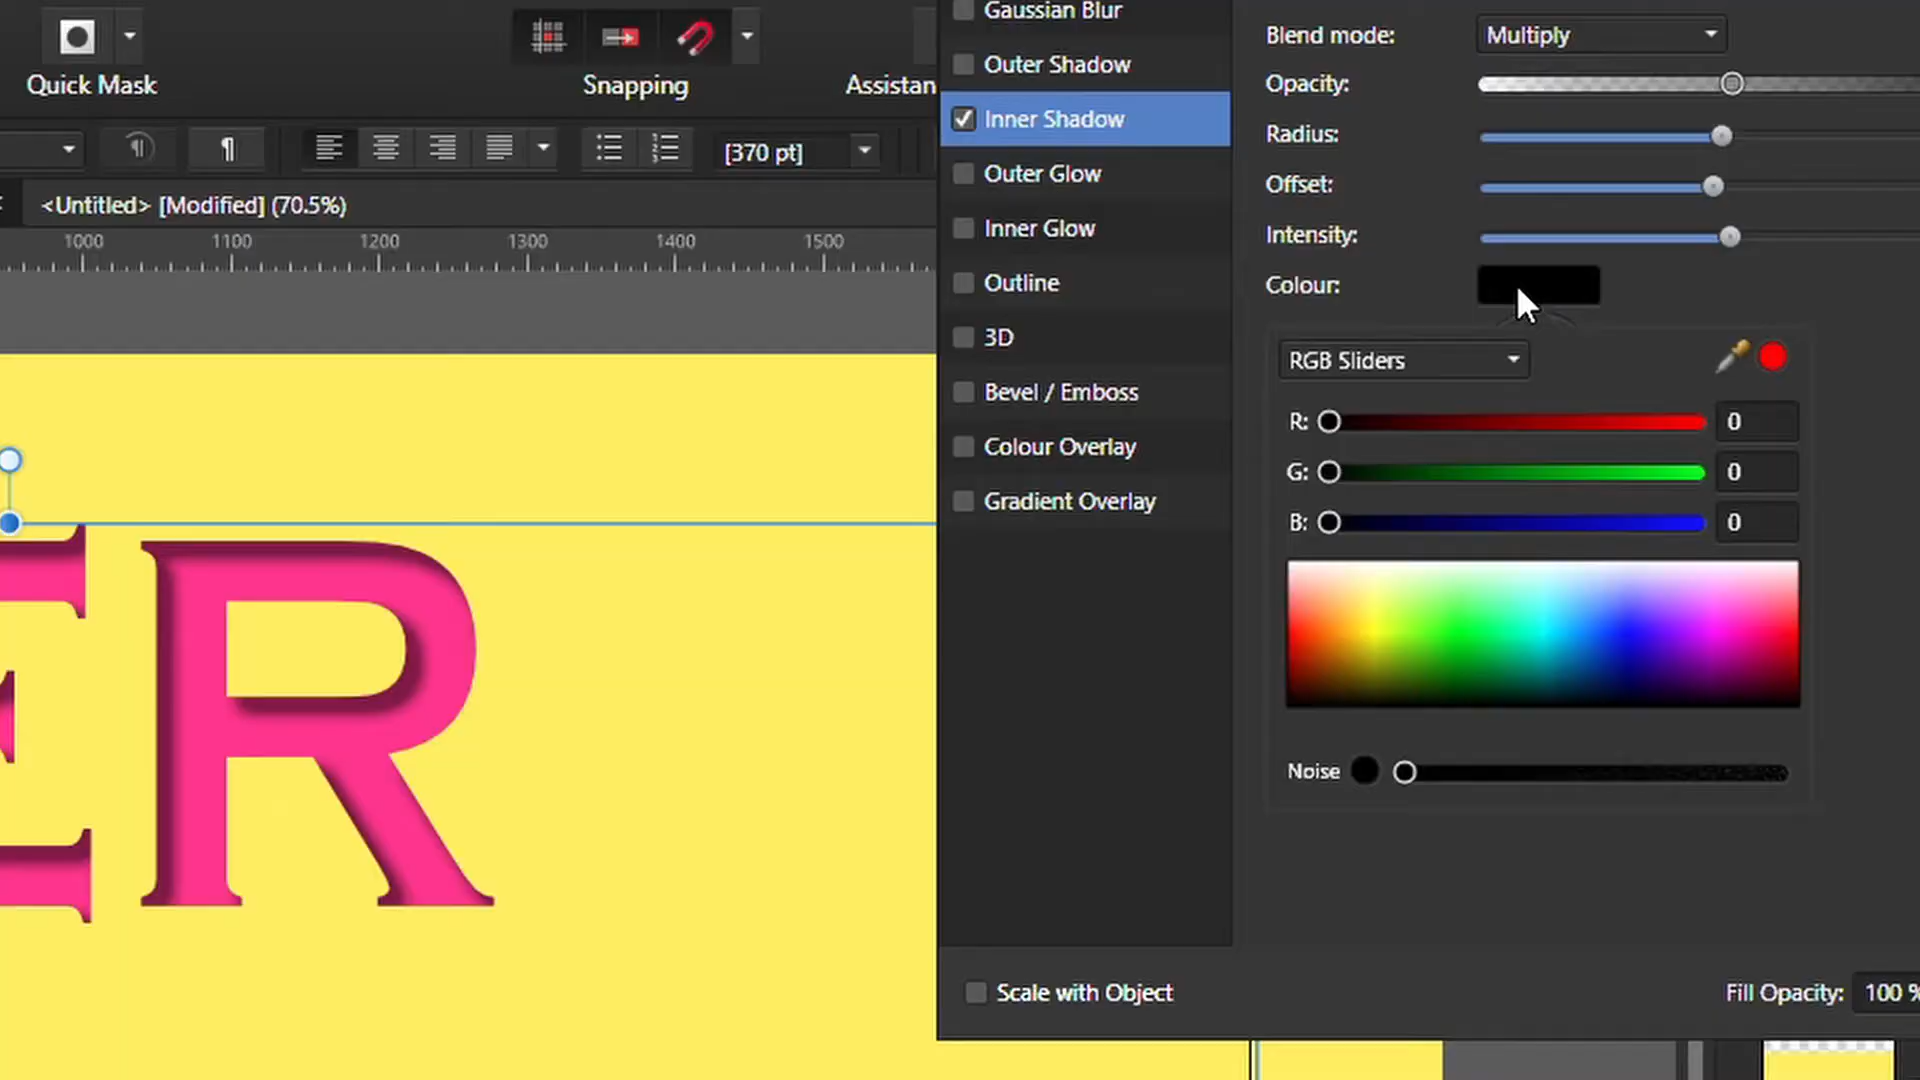 Quick Mask
Snapping
Assistan
¶
[370 pt]
<Untitled> [Modified] (70.5%)
1000 1100 1200 1300 1400 1500
ER
Gaussian Blur
Outer Shadow
Inner Shadow
Outer Glow
Inner Glow
Outline
3D
Bevel / Emboss
Colour Overlay
Gradient Overlay
Scale with Object
Blend mode: Multiply
Opacity:
Radius:
Offset:
Intensity:
Colour:
RGB Sliders
R: 0
G: 0
B: 0
Noise
Fill Opacity: 100 %